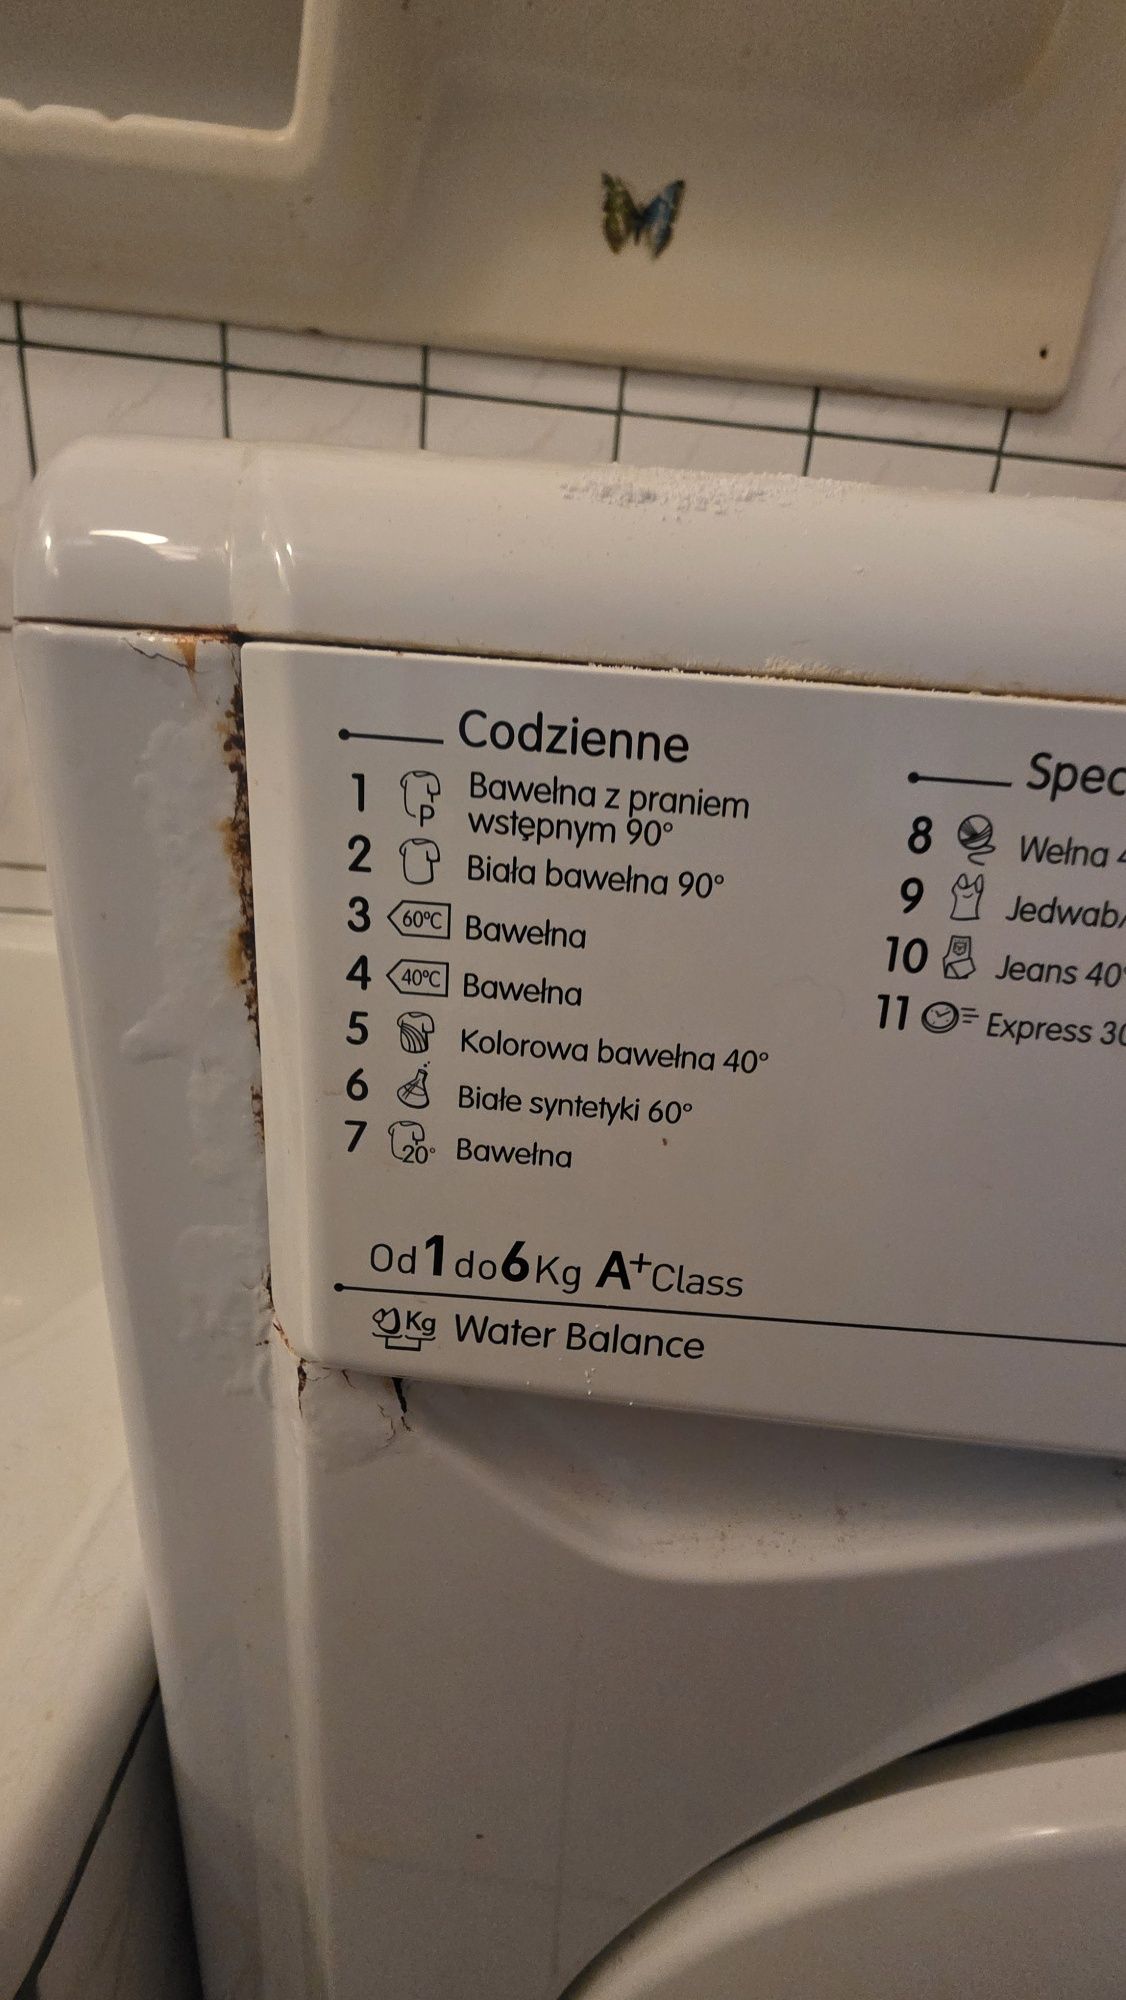 Codzienne
1 P Bawełna z praniem
wstępnym 90°
2 Biała bawełna 90°
3 60°C Bawełna
4 40°C Bawełna
5 Kolorowa bawełna 40°
6 Białe syntetyki 60°
7 20° Bawełna
Od 1 do 6 Kg A+ Class
Kg Water Balance
Spec
8 Wełna 4
9 Jedwab/
10 Jeans 40°
11 Express 30